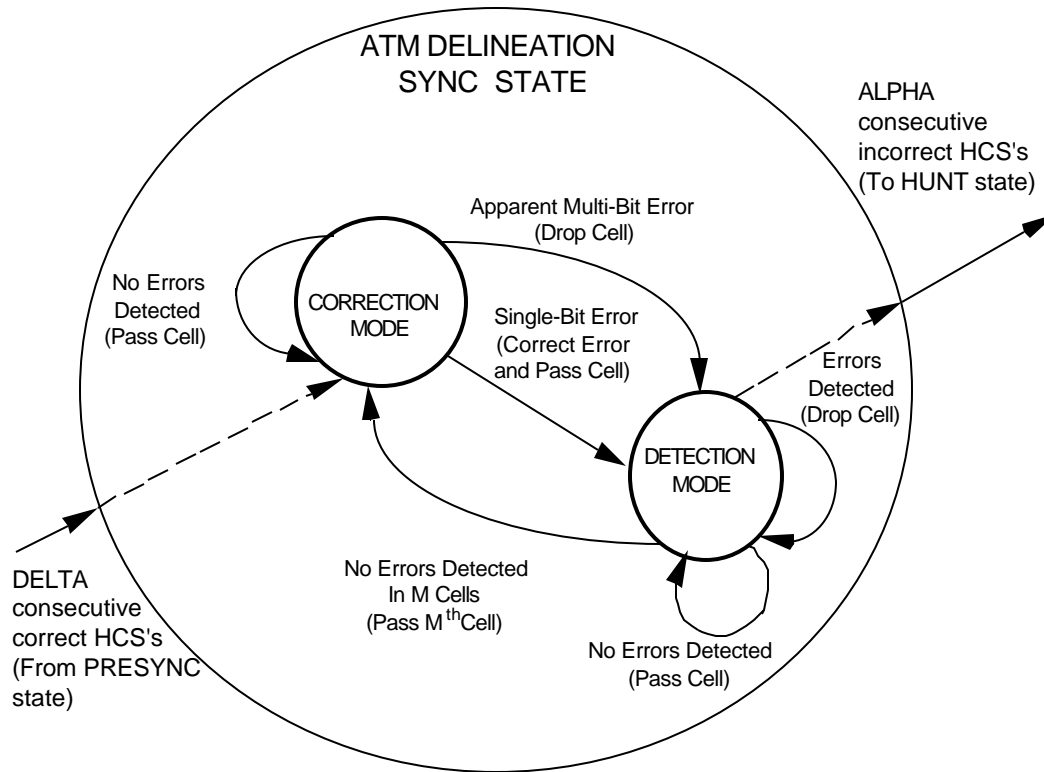 ATM DELINEATION
SYNC STATE
ALPHA
consecutive
incorrect HCS's
(To HUNT state)
Apparent Multi-Bit Error
(Drop Cell)
No Errors
Detected
(Pass Cell)
CORRECTION
MODE
Single-Bit Error
(Correct Error
and Pass Cell)
Errors
Detected
(Drop Cell)
DETECTION
MODE
No Errors Detected
In M Cells
(Pass M th Cell)
DELTA
consecutive
correct HCS's
(From PRESYNC
state)
No Errors Detected
(Pass Cell)